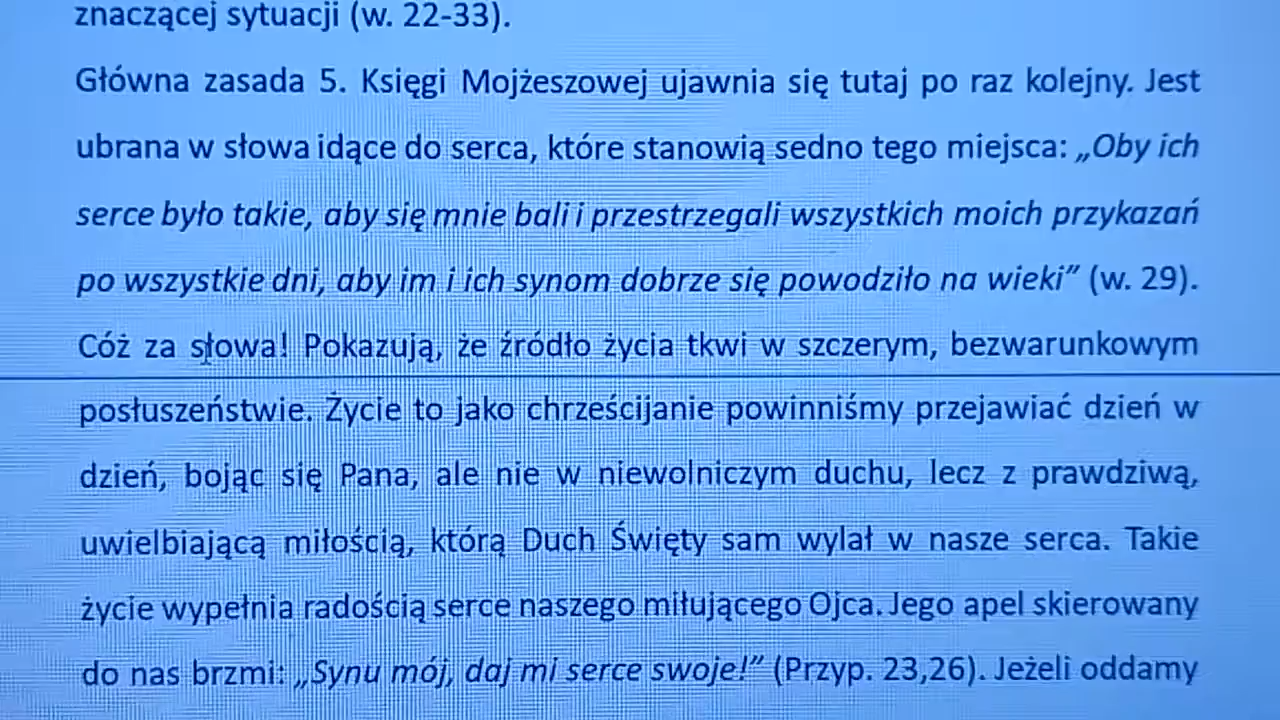 znaczącej sytuacji (w. 22-33).
Główna zasada 5. Księgi Mojżeszowej ujawnia się tutaj po raz kolejny. Jest
ubrana w słowa idące do serca, które stanowią sedno tego miejsca: „Oby ich
serce było takie, aby się mnie bali i przestrzegali wszystkich moich przykazań
po wszystkie dni, aby im i ich synom dobrze się powodziło na wieki” (w. 29).
Cóż za słowa! Pokazują, że źródło życia tkwi w szczerym, bezwarunkowym
posłuszeństwie. Życie to jako chrześcijanie powinniśmy przejawiać dzień w
dzień, bojąc się Pana, ale nie w niewolniczym duchu, lecz z prawdziwą,
uwielbiającą miłością, którą Duch Święty sam wylał w nasze serca. Takie
życie wypełnia radością serce naszego miłującego Ojca. Jego apel skierowany
do nas brzmi: „Synu mój, daj mi serce swoje!” (Przyp. 23,26). Jeżeli oddamy